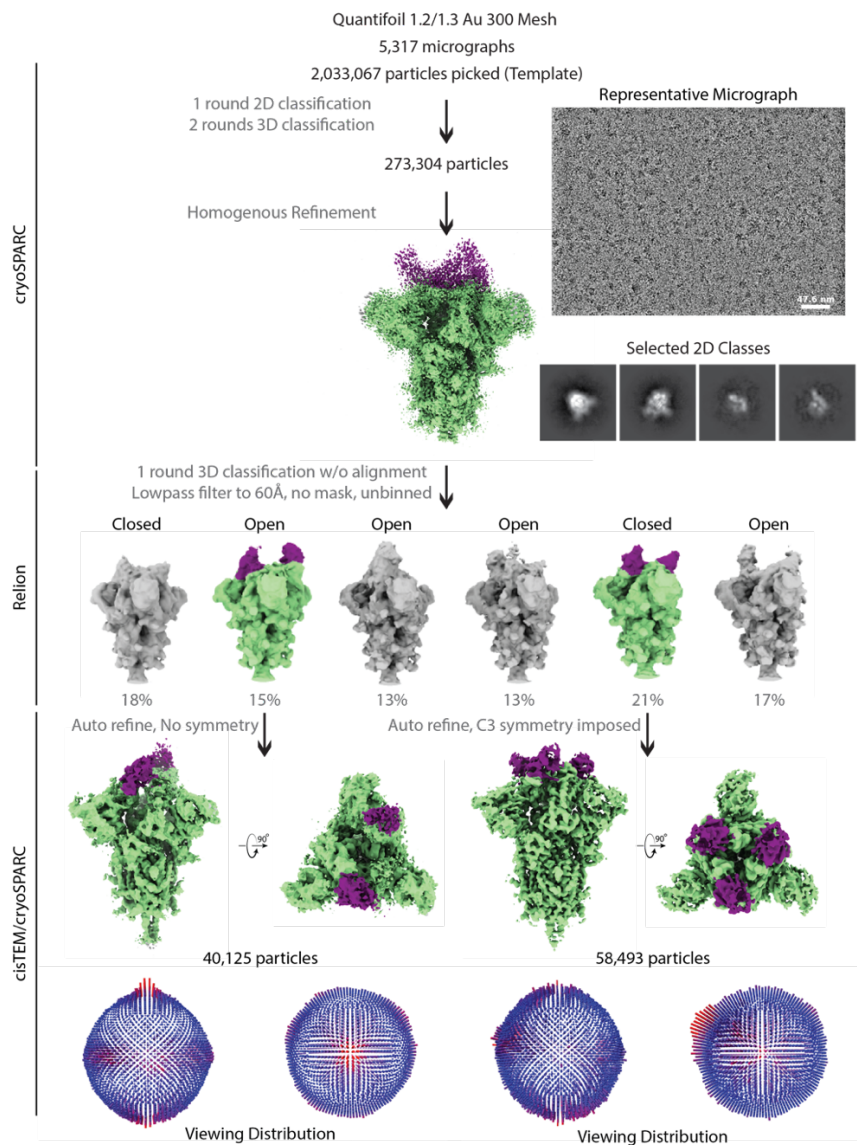 Quantifoil 1.2/1.3 Au 300 Mesh
5,317 micrographs
2,033,067 particles picked (Template)
1 round 2D classification
2 rounds 3D classification
Representative Micrograph
273,304 particles
Homogenous Refinement
47.6 nm
cryoSPARC
Selected 2D Classes
1 round 3D classification w/o alignment
Lowpass filter to 60Å, no mask, unbinned
Closed Open Open Open Closed Open
Relion
18% 15% 13% 13% 21% 17%
Auto refine, No symmetry Auto refine, C3 symmetry imposed
90° 90°
cisTEM/cryoSPARC
40,125 particles 58,493 particles
Viewing Distribution Viewing Distribution